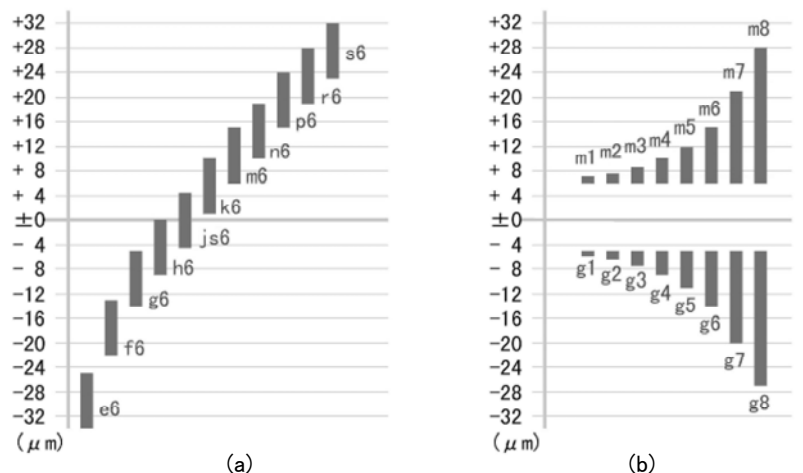 +32
+28
+24
+20
+16
+12
+ 8
+ 4
±0
- 4
- 8
-12
-16
-20
-24
-28
-32
(μm)
s6
r6
p6
n6
m6
k6
js6
h6
g6
f6
e6
(a)
+32
+28
+24
+20
+16
+12
+ 8
+ 4
±0
- 4
- 8
-12
-16
-20
-24
-28
-32
(μm)
m8
m7
m6
m5
m4
m3
m2
m1
g1
g2
g3
g4
g5
g6
g7
g8
(b)